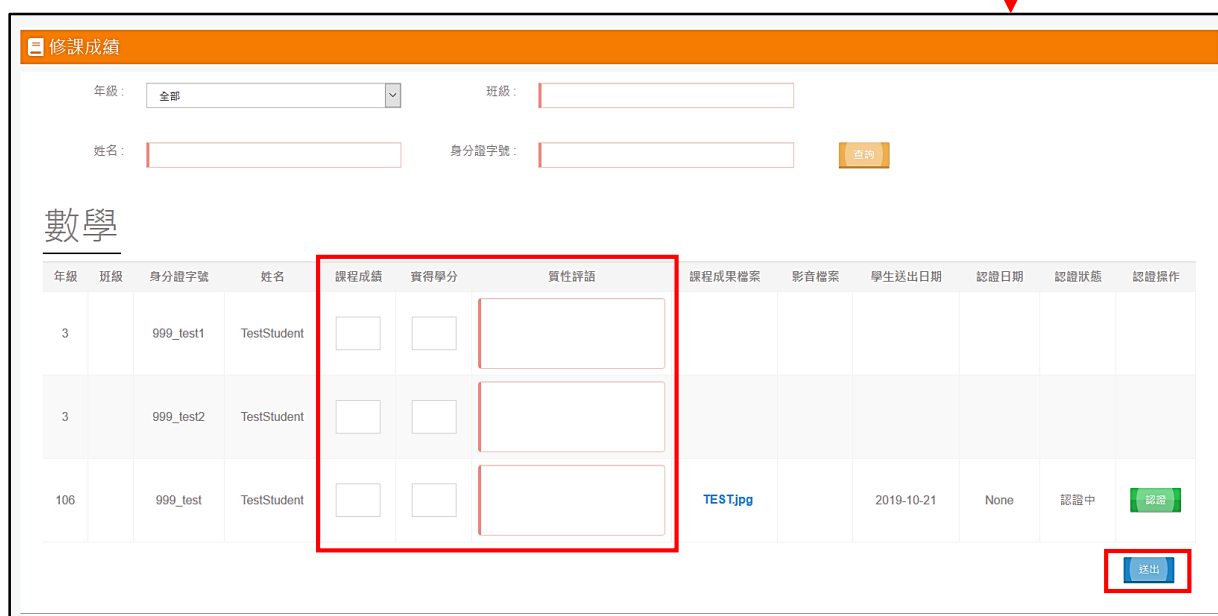 修課成績
年級 : 全部 班級 :
姓名 : 身分證字號 : 查詢
數學
年級 班級 身分證字號 姓名 課程成績 實得學分 質性評語 課程成果檔案 影音檔案 學生送出日期 認證日期 認證狀態 認證操作
3 999_test1 TestStudent
3 999_test2 TestStudent
106 999_test TestStudent TEST.jpg 2019-10-21 None 認證中 認證
送出